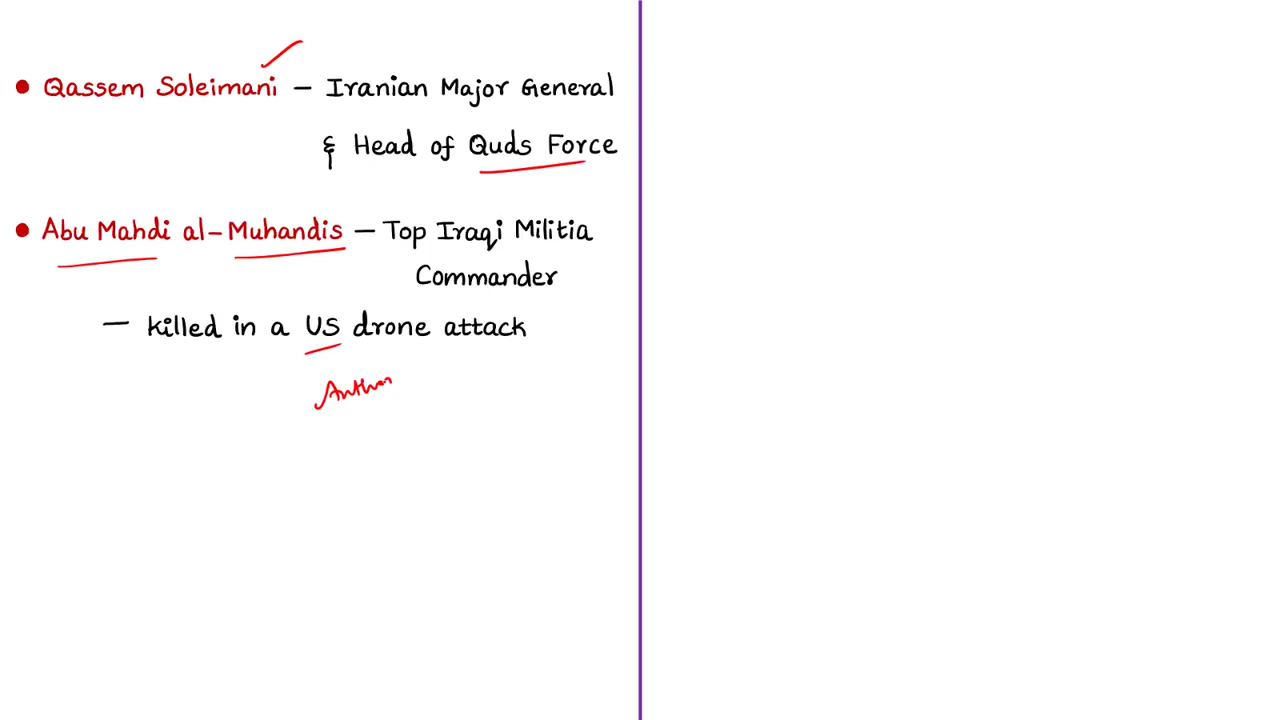 • Qassem Soleimani – Iranian Major General
& Head of Quds Force
• Abu Mahdi al-Muhandis – Top Iraqi Militia
Commander
– killed in a US drone attack